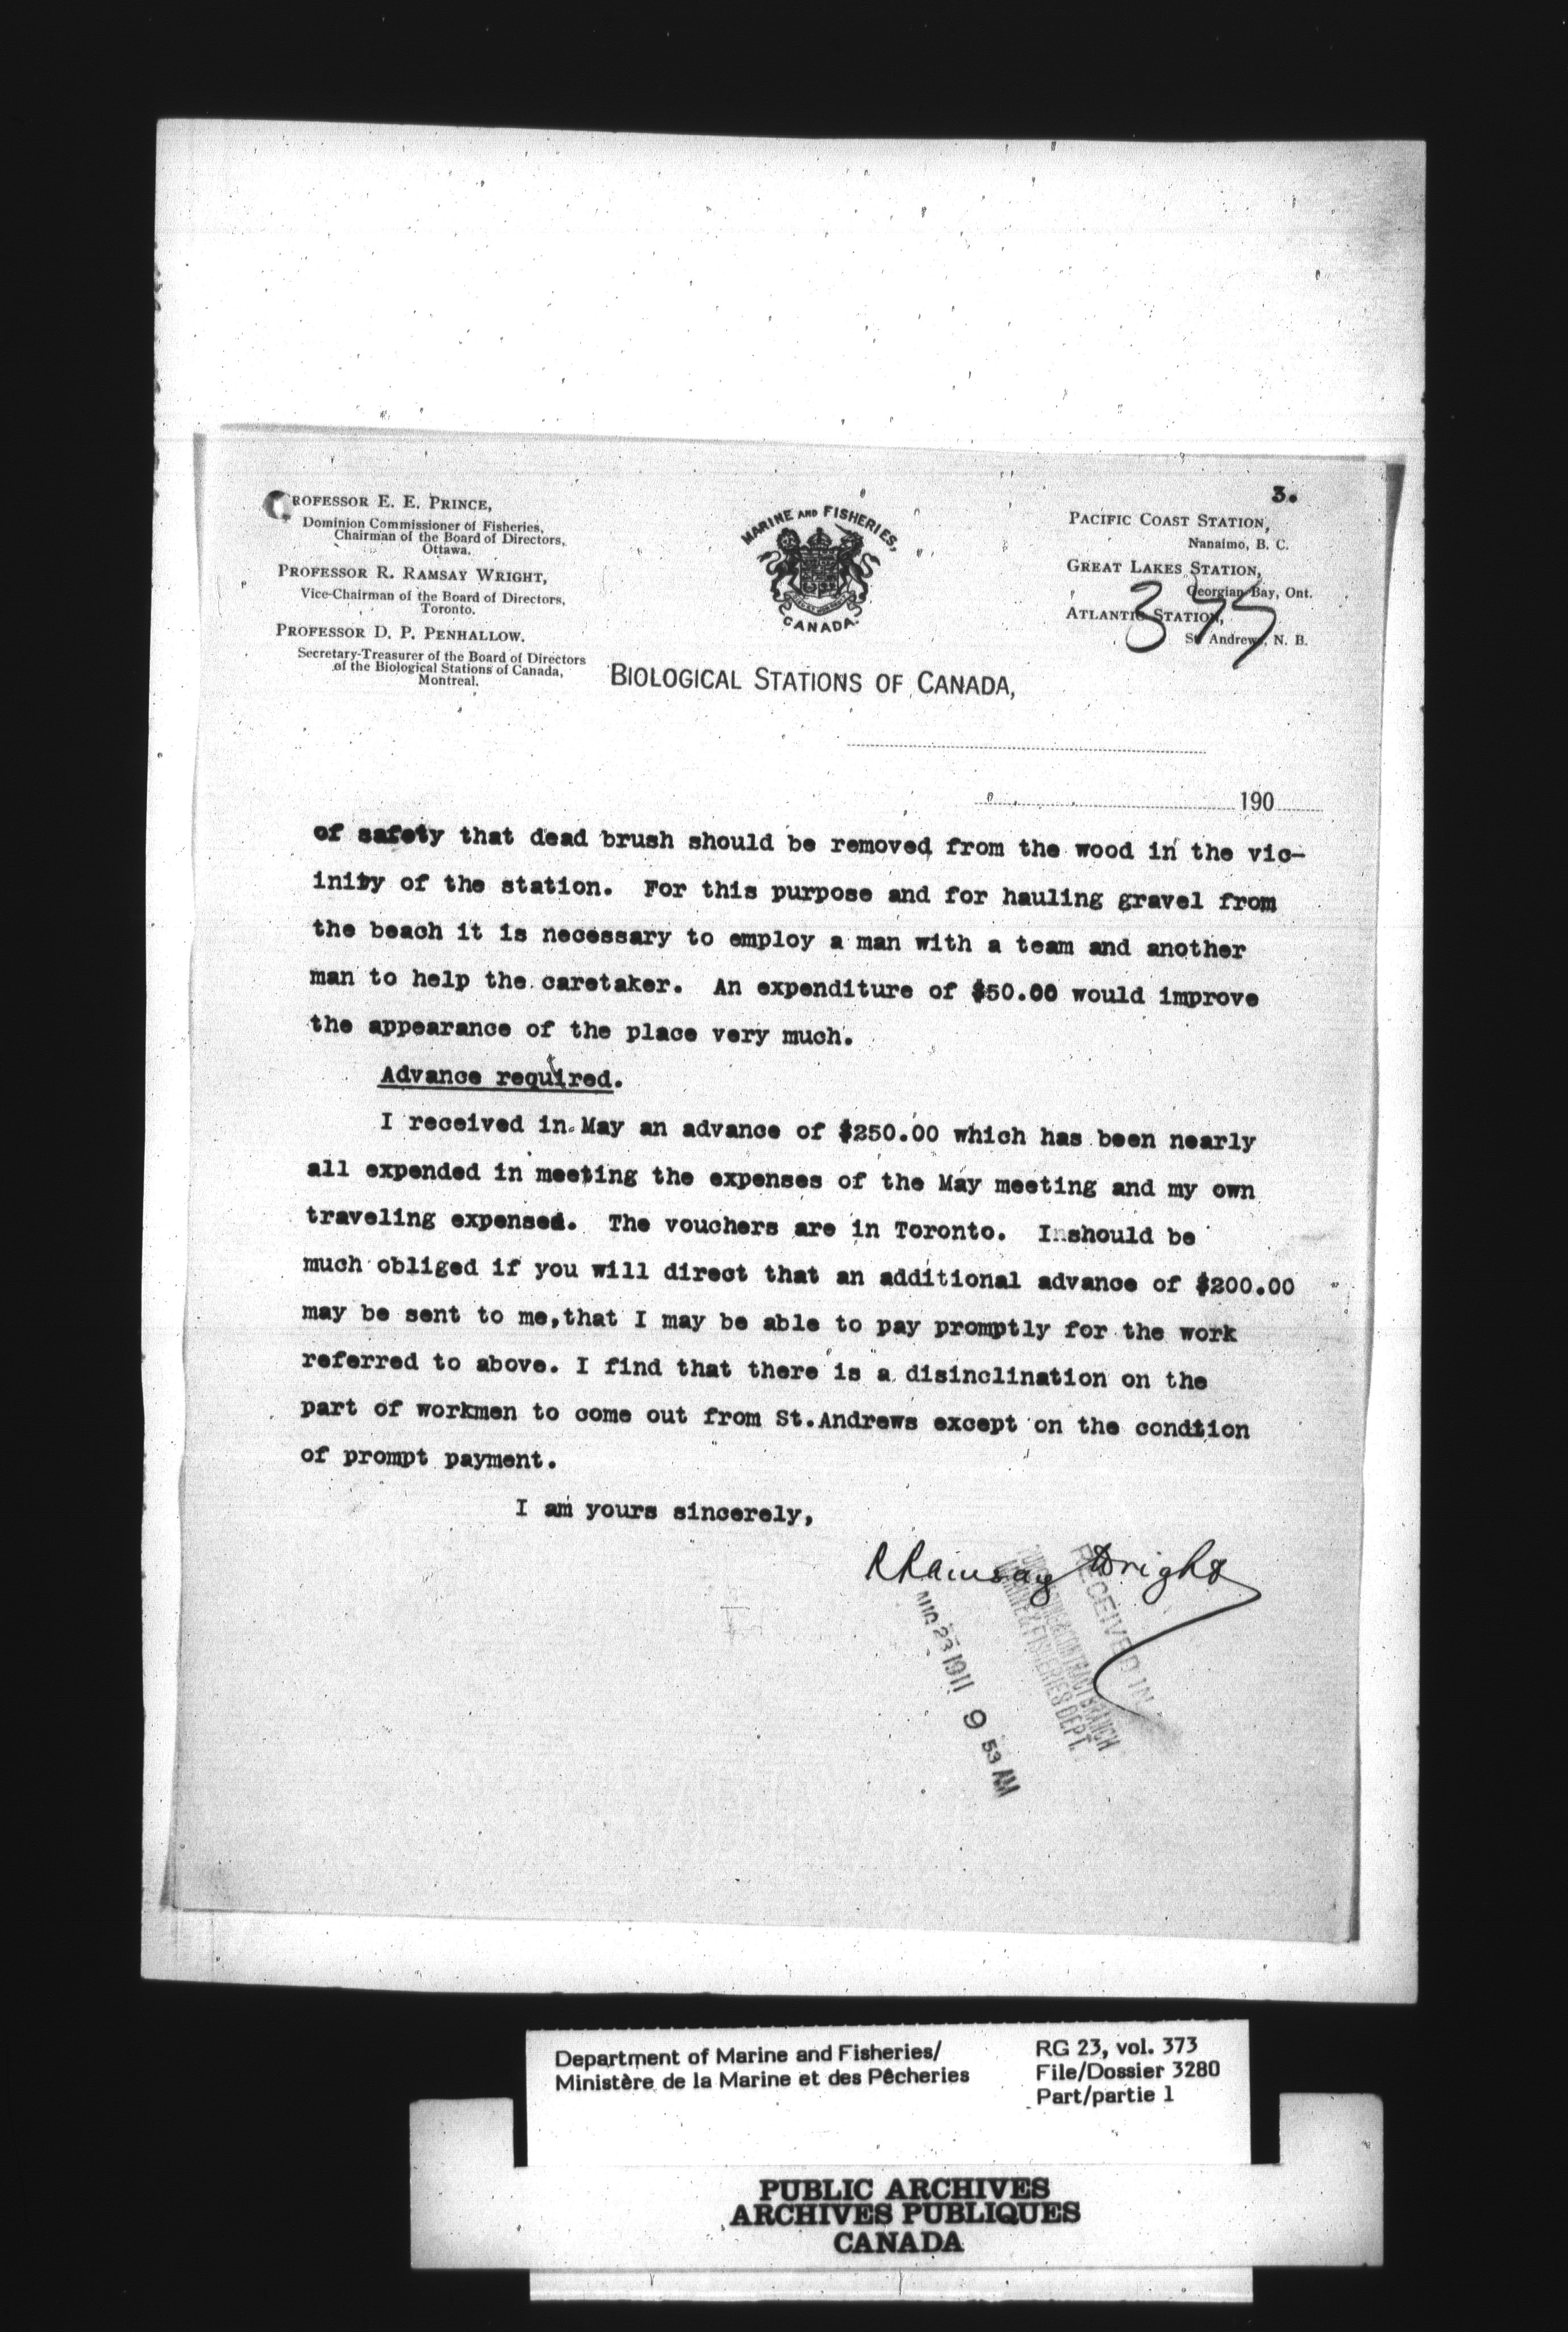 3.
PROFESSOR E. E. PRINCE,
Dominion Commissioner of Fisheries,
Chairman of the Board of Directors,
Ottawa.
PROFESSOR R. RAMSAY WRIGHT,
Vice-Chairman of the Board of Directors,
Toronto.
PROFESSOR D. P. PENHALLOW.
Secretary-Treasurer of the Board of Directors
of the Biological Stations of Canada,
Montreal.
MARINE AND FISHERIES,
CANADA.
PACIFIC COAST STATION,
Nanaimo, B. C.
GREAT LAKES STATION,
Georgian Bay, Ont.
ATLANTIC STATION,
St. Andrews, N. B.
377
BIOLOGICAL STATIONS OF CANADA,
190
of safety that dead brush should be removed from the wood in the vic-
inity of the station. For this purpose and for hauling gravel from
the beach it is necessary to employ a man with a team and another
man to help the caretaker. An expenditure of $50.00 would improve
the appearance of the place very much.
Advance required.
I received in May an advance of $250.00 which has been nearly
all expended in meeting the expenses of the May meeting and my own
traveling expenses. The vouchers are in Toronto. I should be
much obliged if you will direct that an additional advance of $200.00
may be sent to me,that I may be able to pay promptly for the work
referred to above. I find that there is a disinclination on the
part of workmen to come out from St.Andrews except on the condtion
of prompt payment.
I am yours sincerely,
R Ramsay Wright
RECEIVED IN
PURCHASING & CONTRACT BRANCH
MARINE & FISHERIES DEPT.
AUG 23 1911 9 53 AM
Department of Marine and Fisheries/
Ministère de la Marine et des Pêcheries
RG 23, vol. 373
File/Dossier 3280
Part/partie 1
PUBLIC ARCHIVES
ARCHIVES PUBLIQUES
CANADA